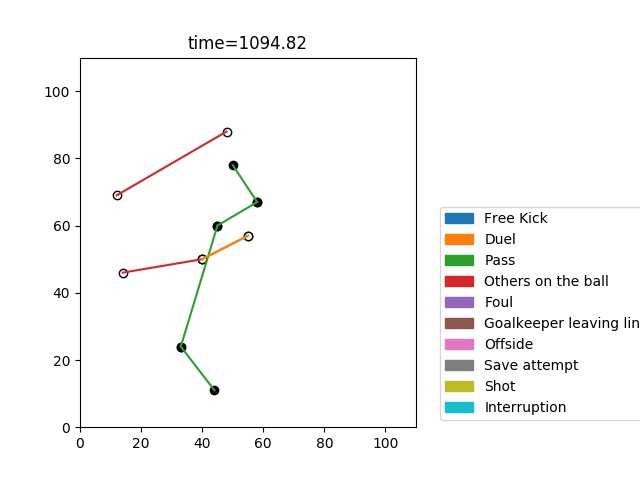 time=1094.82
100
80
60
40
20
0
0 20 40 60 80 100
Free Kick
Duel
Pass
Others on the ball
Foul
Goalkeeper leaving lin
Offside
Save attempt
Shot
Interruption